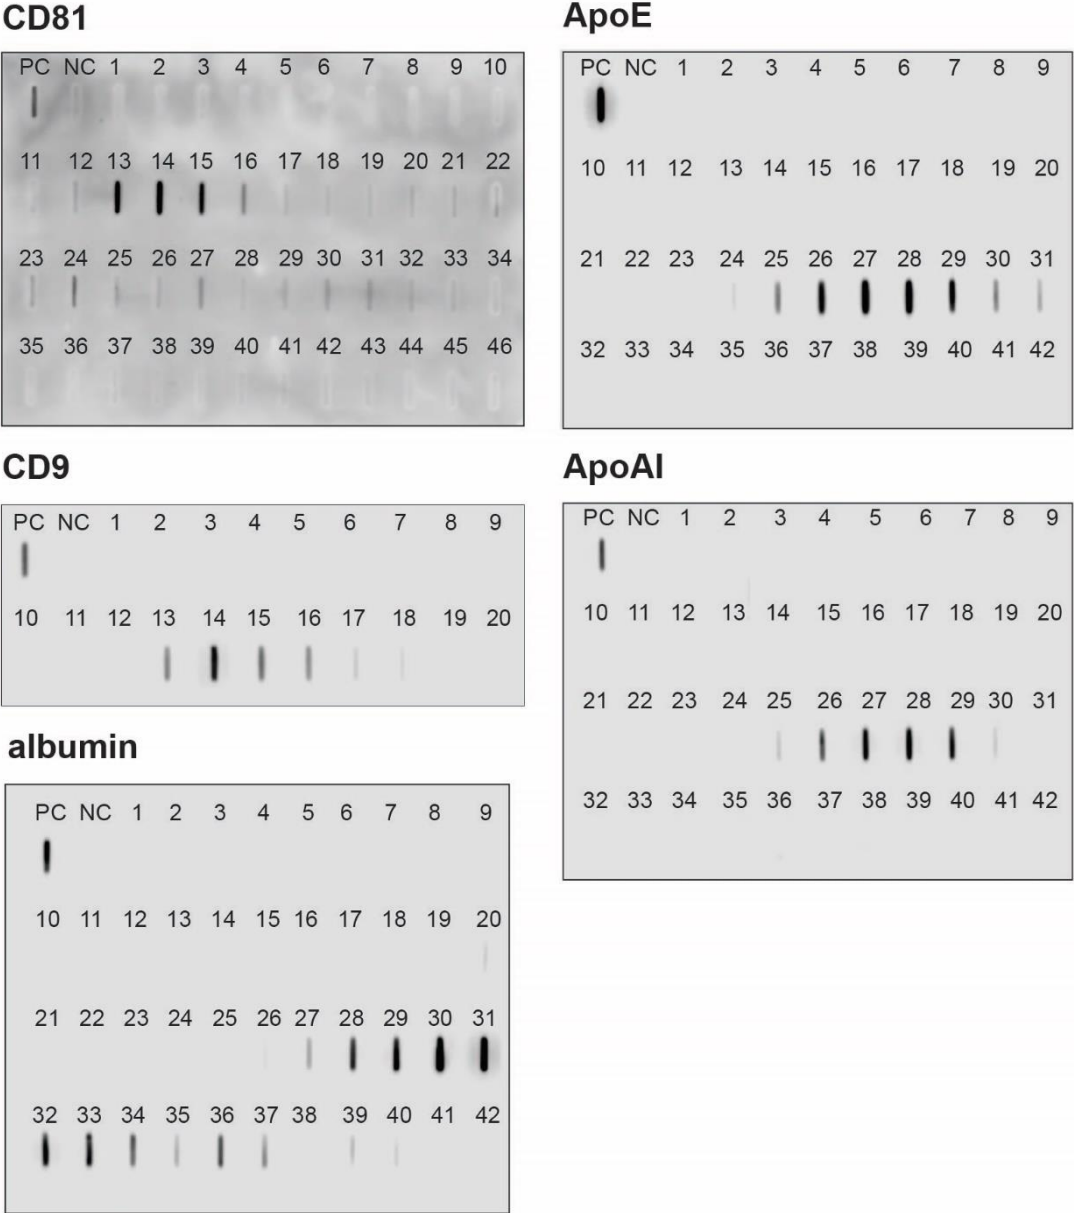 CD81
PC NC 1 2 3 4 5 6 7 8 9 10
11 12 13 14 15 16 17 18 19 20 21 22
23 24 25 26 27 28 29 30 31 32 33 34
35 36 37 38 39 40 41 42 43 44 45 46
CD9
PC NC 1 2 3 4 5 6 7 8 9
10 11 12 13 14 15 16 17 18 19 20
albumin
PC NC 1 2 3 4 5 6 7 8 9
10 11 12 13 14 15 16 17 18 19 20
21 22 23 24 25 26 27 28 29 30 31
32 33 34 35 36 37 38 39 40 41 42
ApoE
PC NC 1 2 3 4 5 6 7 8 9
10 11 12 13 14 15 16 17 18 19 20
21 22 23 24 25 26 27 28 29 30 31
32 33 34 35 36 37 38 39 40 41 42
ApoAI
PC NC 1 2 3 4 5 6 7 8 9
10 11 12 13 14 15 16 17 18 19 20
21 22 23 24 25 26 27 28 29 30 31
32 33 34 35 36 37 38 39 40 41 42